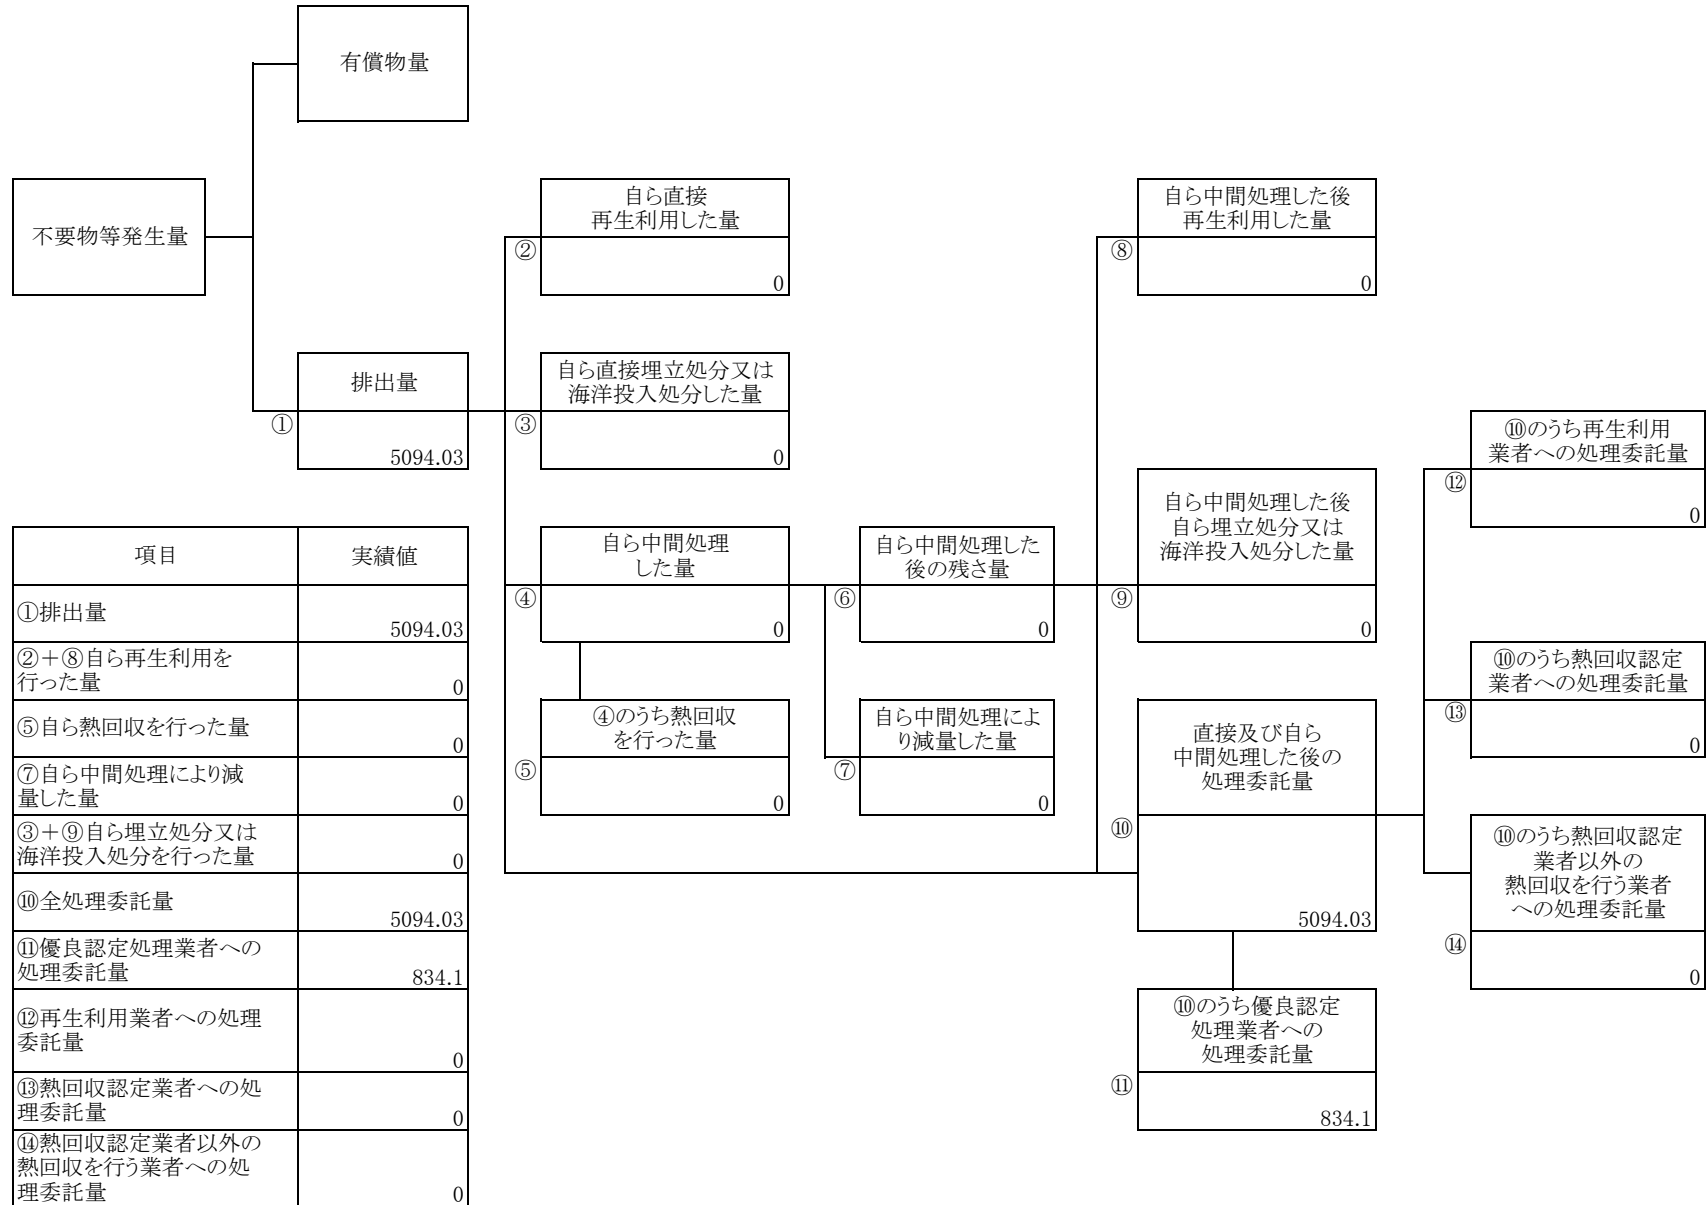 有償物量
不要物等発生量
自ら直接
再生利用した量
②
0
自ら中間処理した後
再生利用した量
⑧
0
排出量
①
5094.03
自ら直接埋立処分又は
海洋投入処分した量
③
0
⑩のうち再生利用
業者への処理委託量
⑫
0
自ら中間処理
した量
④
0
自ら中間処理した
後の残さ量
⑥
0
自ら中間処理した後
自ら埋立処分又は
海洋投入処分した量
⑨
0
⑩のうち熱回収認定
業者への処理委託量
⑬
0
④のうち熱回収
を行った量
⑤
0
自ら中間処理によ
り減量した量
⑦
0
直接及び自ら
中間処理した後の
処理委託量
⑩
5094.03
⑩のうち熱回収認定
業者以外の
熱回収を行う業者
への処理委託量
⑭
0
⑩のうち優良認定
処理業者への
処理委託量
⑪
834.1
項目
実績値
①排出量
5094.03
②+⑧自ら再生利用を
行った量
0
⑤自ら熱回収を行った量
0
⑦自ら中間処理により減
量した量
0
③+⑨自ら埋立処分又は
海洋投入処分を行った量
0
⑩全処理委託量
5094.03
⑪優良認定処理業者への
処理委託量
834.1
⑫再生利用業者への処理
委託量
0
⑬熱回収認定業者への処
理委託量
0
⑭熱回収認定業者以外の
熱回収を行う業者への処
理委託量
0